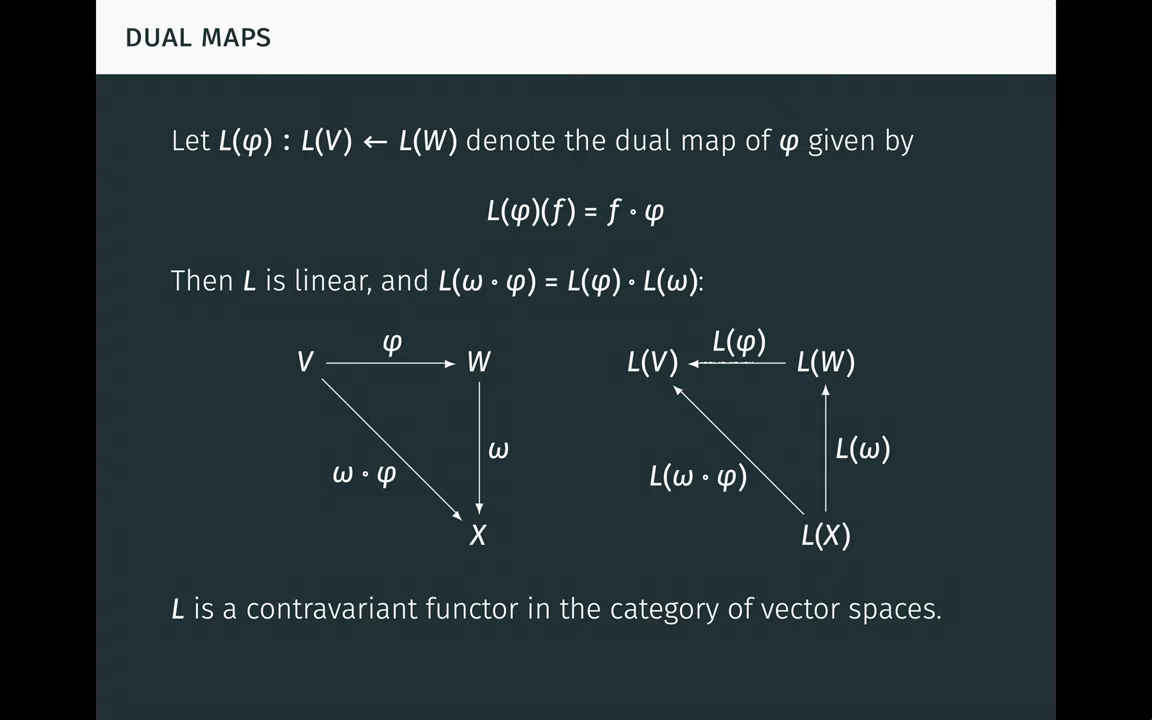 DUAL MAPS
Let L(φ) : L(V) ← L(W) denote the dual map of φ given by
L(φ)(f) = f ∘ φ
Then L is linear, and L(ω ∘ φ) = L(φ) ∘ L(ω):
φ
L(φ)
V
W
L(V)
L(W)
ω
L(ω)
ω ∘ φ
L(ω ∘ φ)
X
L(X)
L is a contravariant functor in the category of vector spaces.